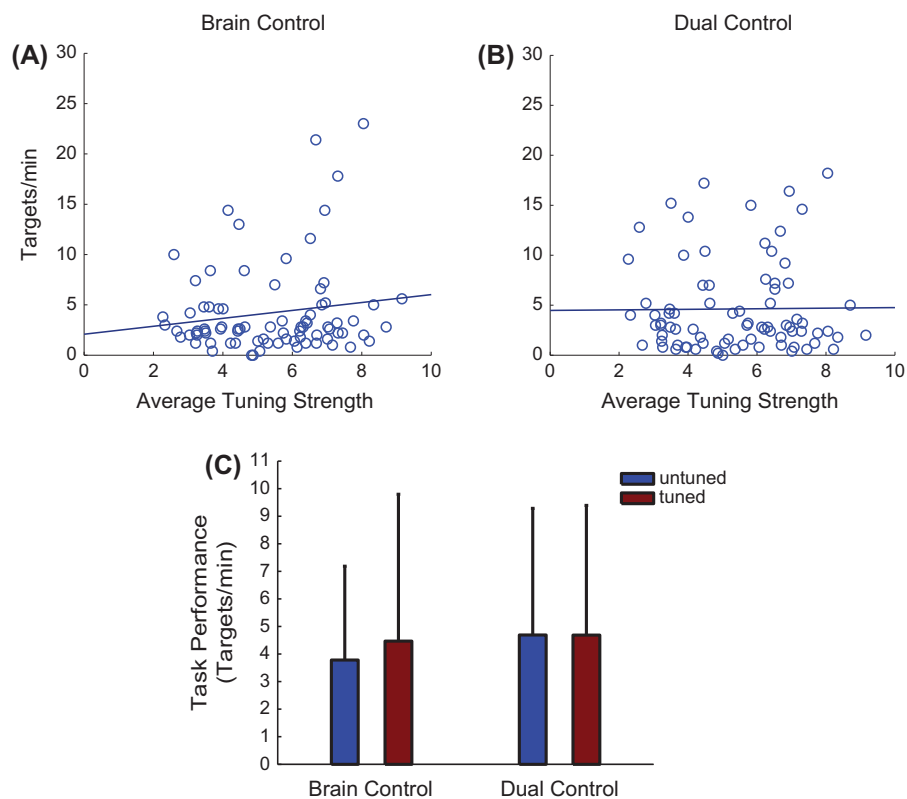 Brain Control
Dual Control
(A)
(B)
30
25
20
15
10
5
0
Targets/min
0 2 4 6 8 10
Average Tuning Strength
30
25
20
15
10
5
0
0 2 4 6 8 10
Average Tuning Strength
(C)
11
10
9
8
7
6
5
4
3
2
1
0
Task Performance
(Targets/min)
untuned
tuned
Brain Control
Dual Control